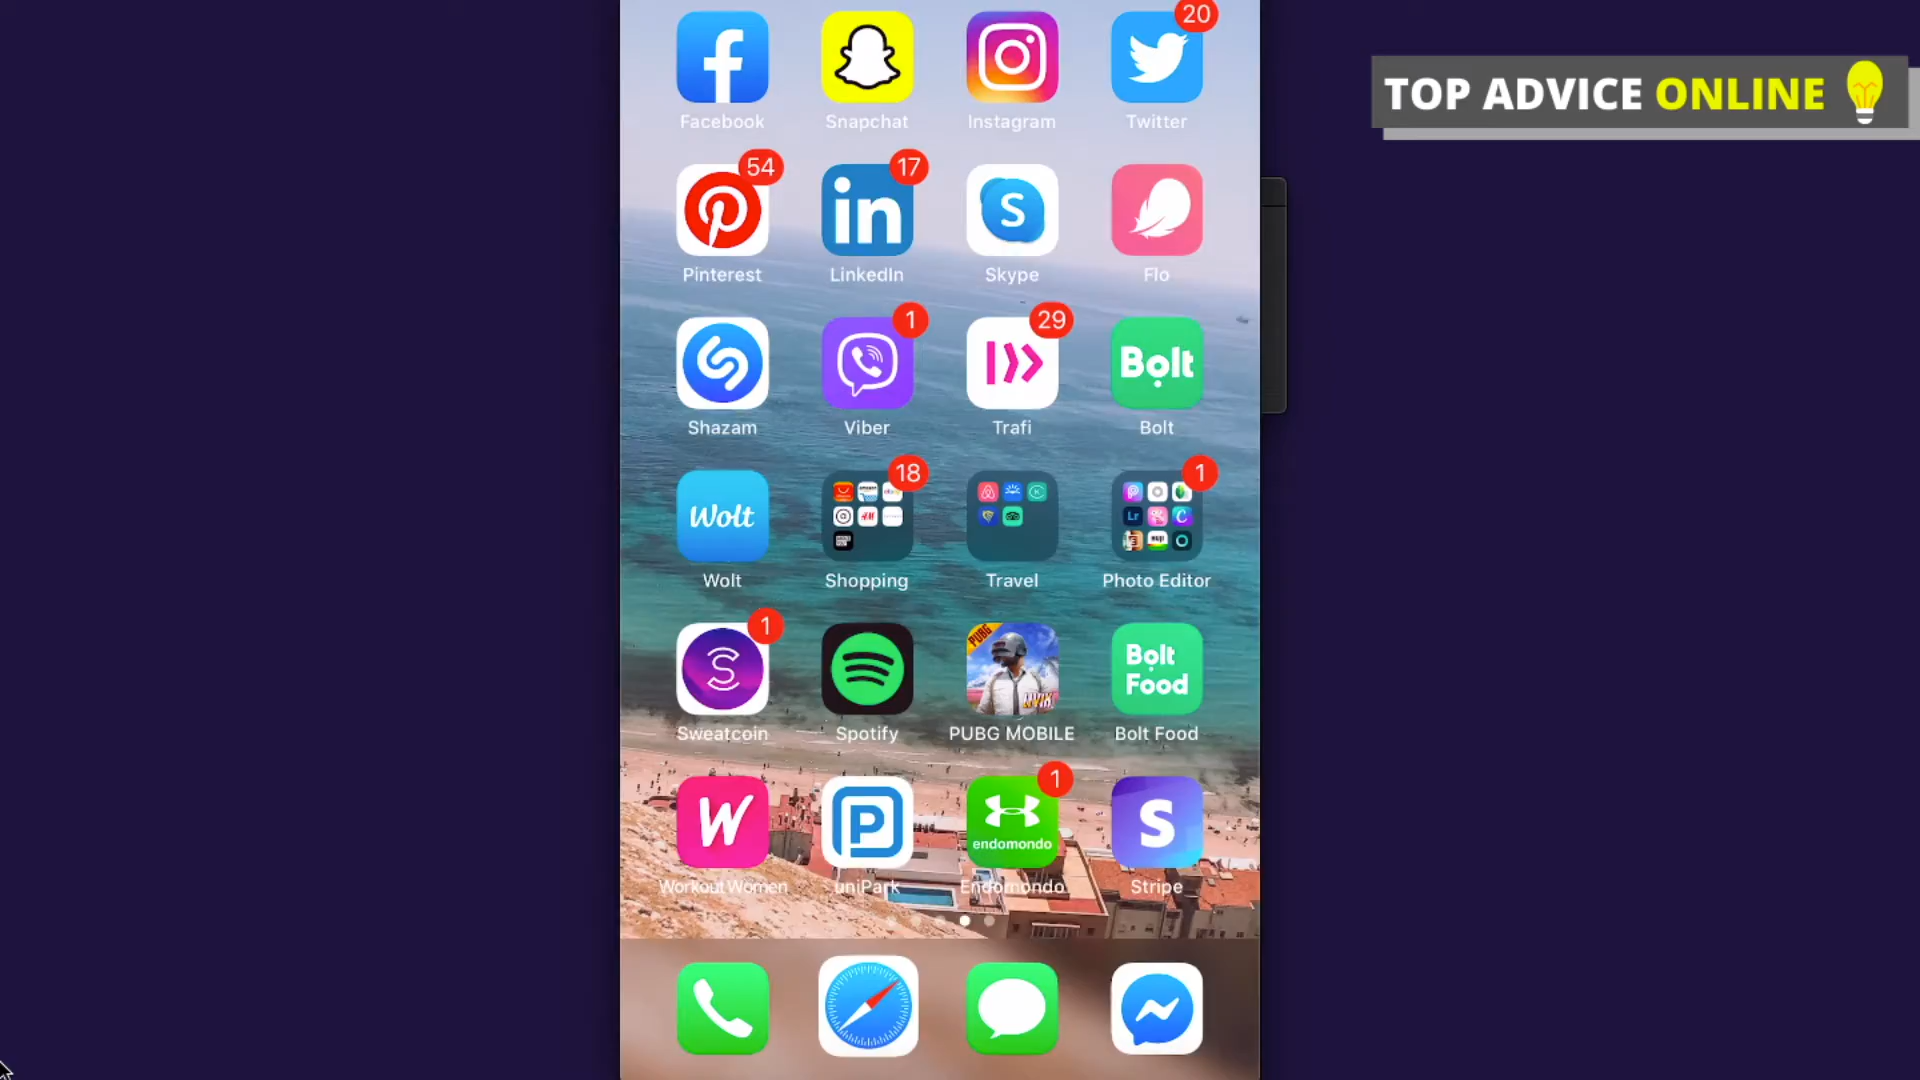 20
TOP ADVICE ONLINE
Facebook Snapchat Instagram Twitter
54 17
in S
Pinterest LinkedIn Skype Flo
1 29
Bolt
Shazam Viber Trafi Bolt
18 1
Wolt
Lr
H&M
Wolt Shopping Travel Photo Editor
1
PUBG
S
Bolt
Food
Sweatcoin Spotify PUBG MOBILE Bolt Food
1
W P endomondo S
Workout Women uniPark Endomondo Stripe